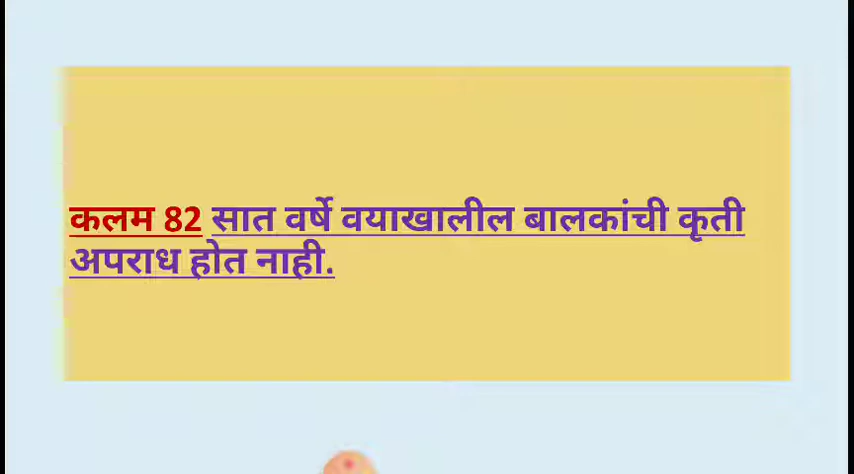 कलम 82 सात वर्षे वयाखालील बालकांची कृती
अपराध होत नाही.